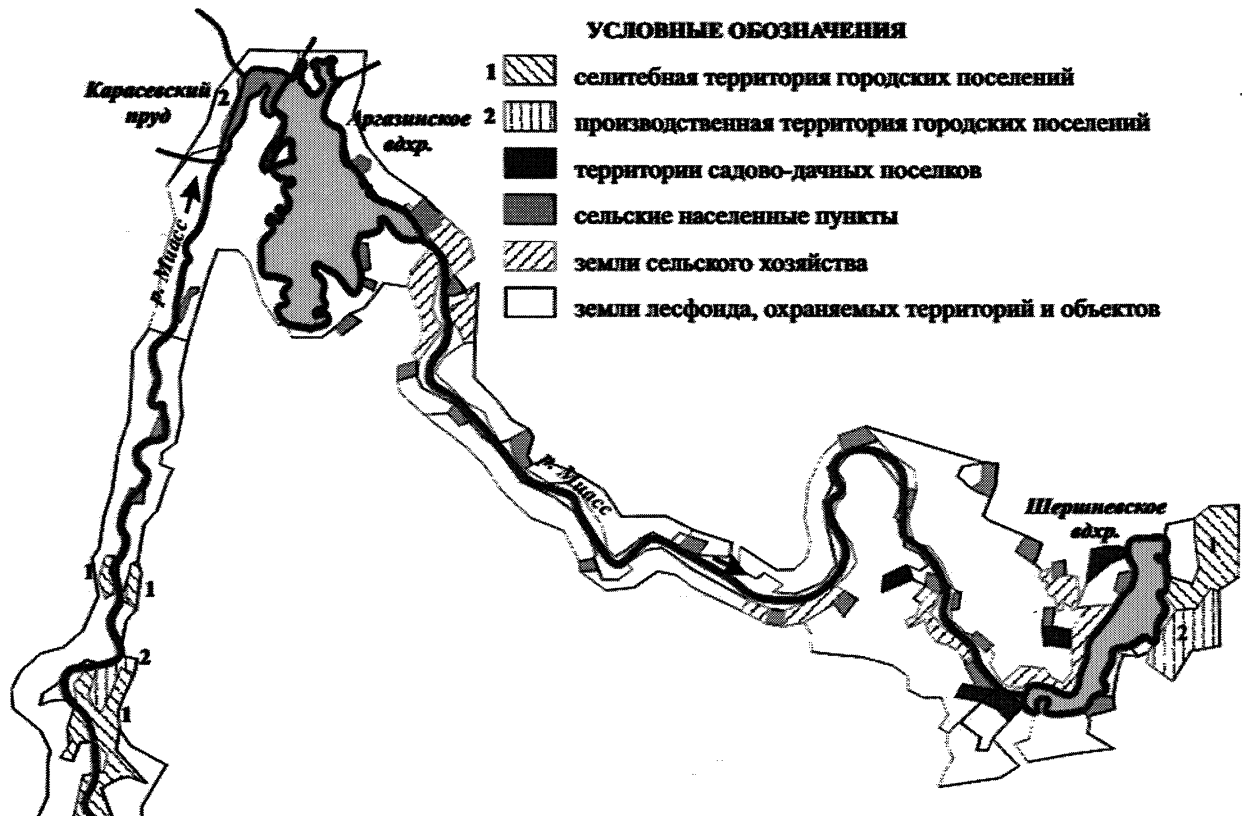 УСЛОВНЫЕ ОБОЗНАЧЕНИЯ
1 селитебная территория городских поселений
2 производственная территория городских поселений
территории садово-дачных поселков
сельские населенные пункты
земли сельского хозяйства
земли лесфонда, охраняемых территорий и объектов
Карасевский
пруд
2
Аргазинское
вдхр.
р. Миасс
р. Миасс
Шершневское
вдхр.
1
2
1
1
2
1